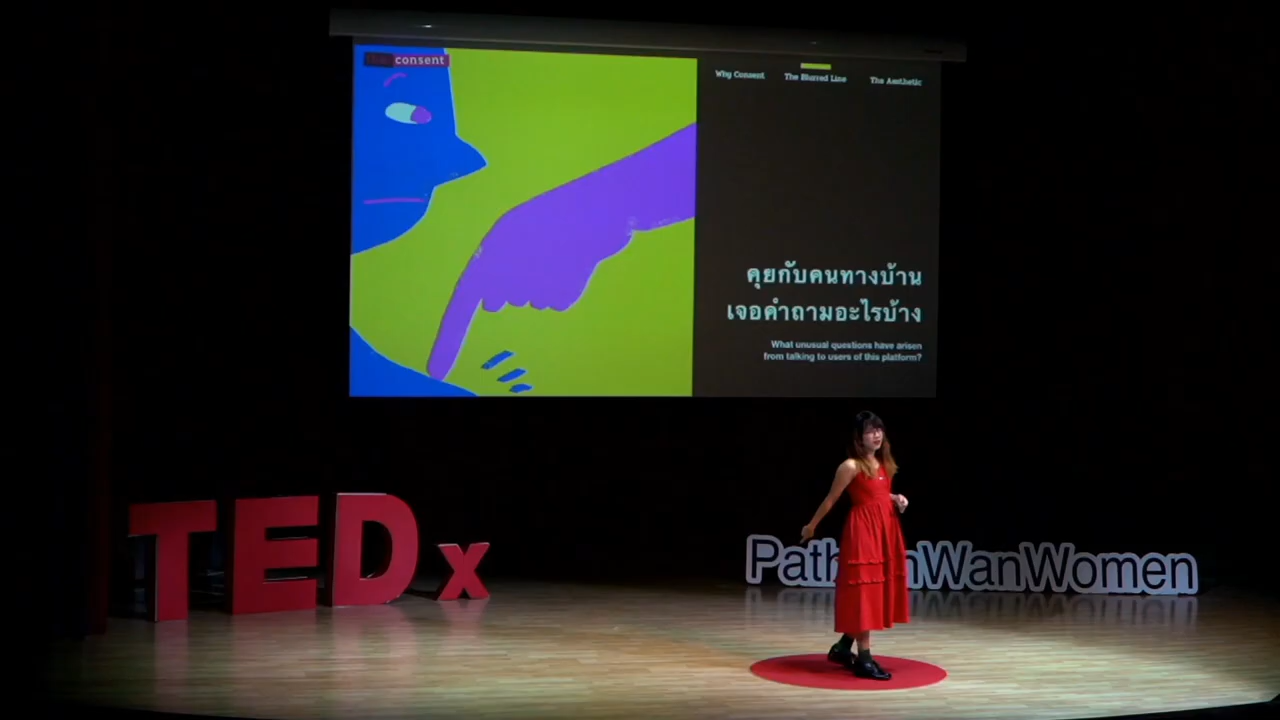 consent
Why Consent
The Blurred Line
The Aesthetic
คุยกับคนทางบ้าน
เจอคำถามอะไรบ้าง
What unusual questions have arisen
from talking to users of this platform?
TEDx
Path nWanWomen